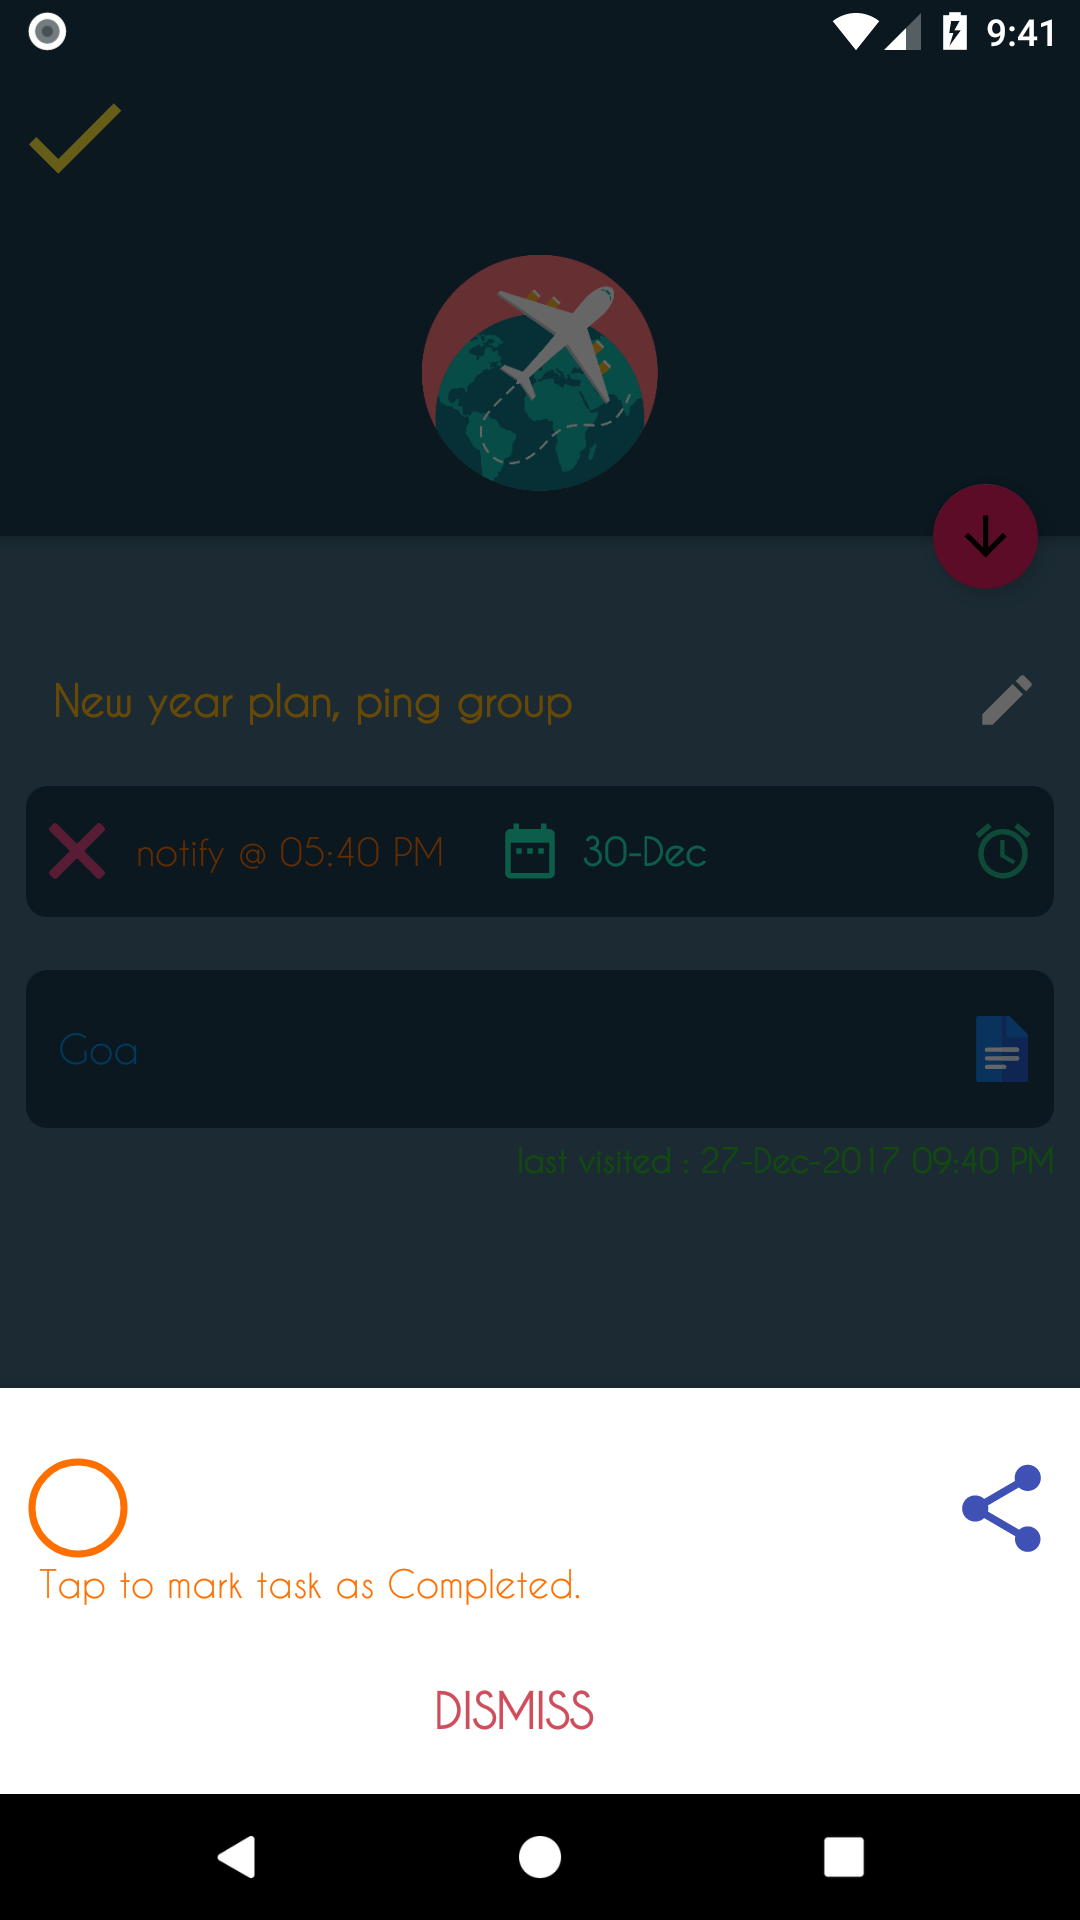 9:41
New year plan, ping group
notify @ 05:40 PM 30-Dec
Goa
last visited : 27-Dec-2017 09:40 PM
Tap to mark task as Completed.
DISMISS